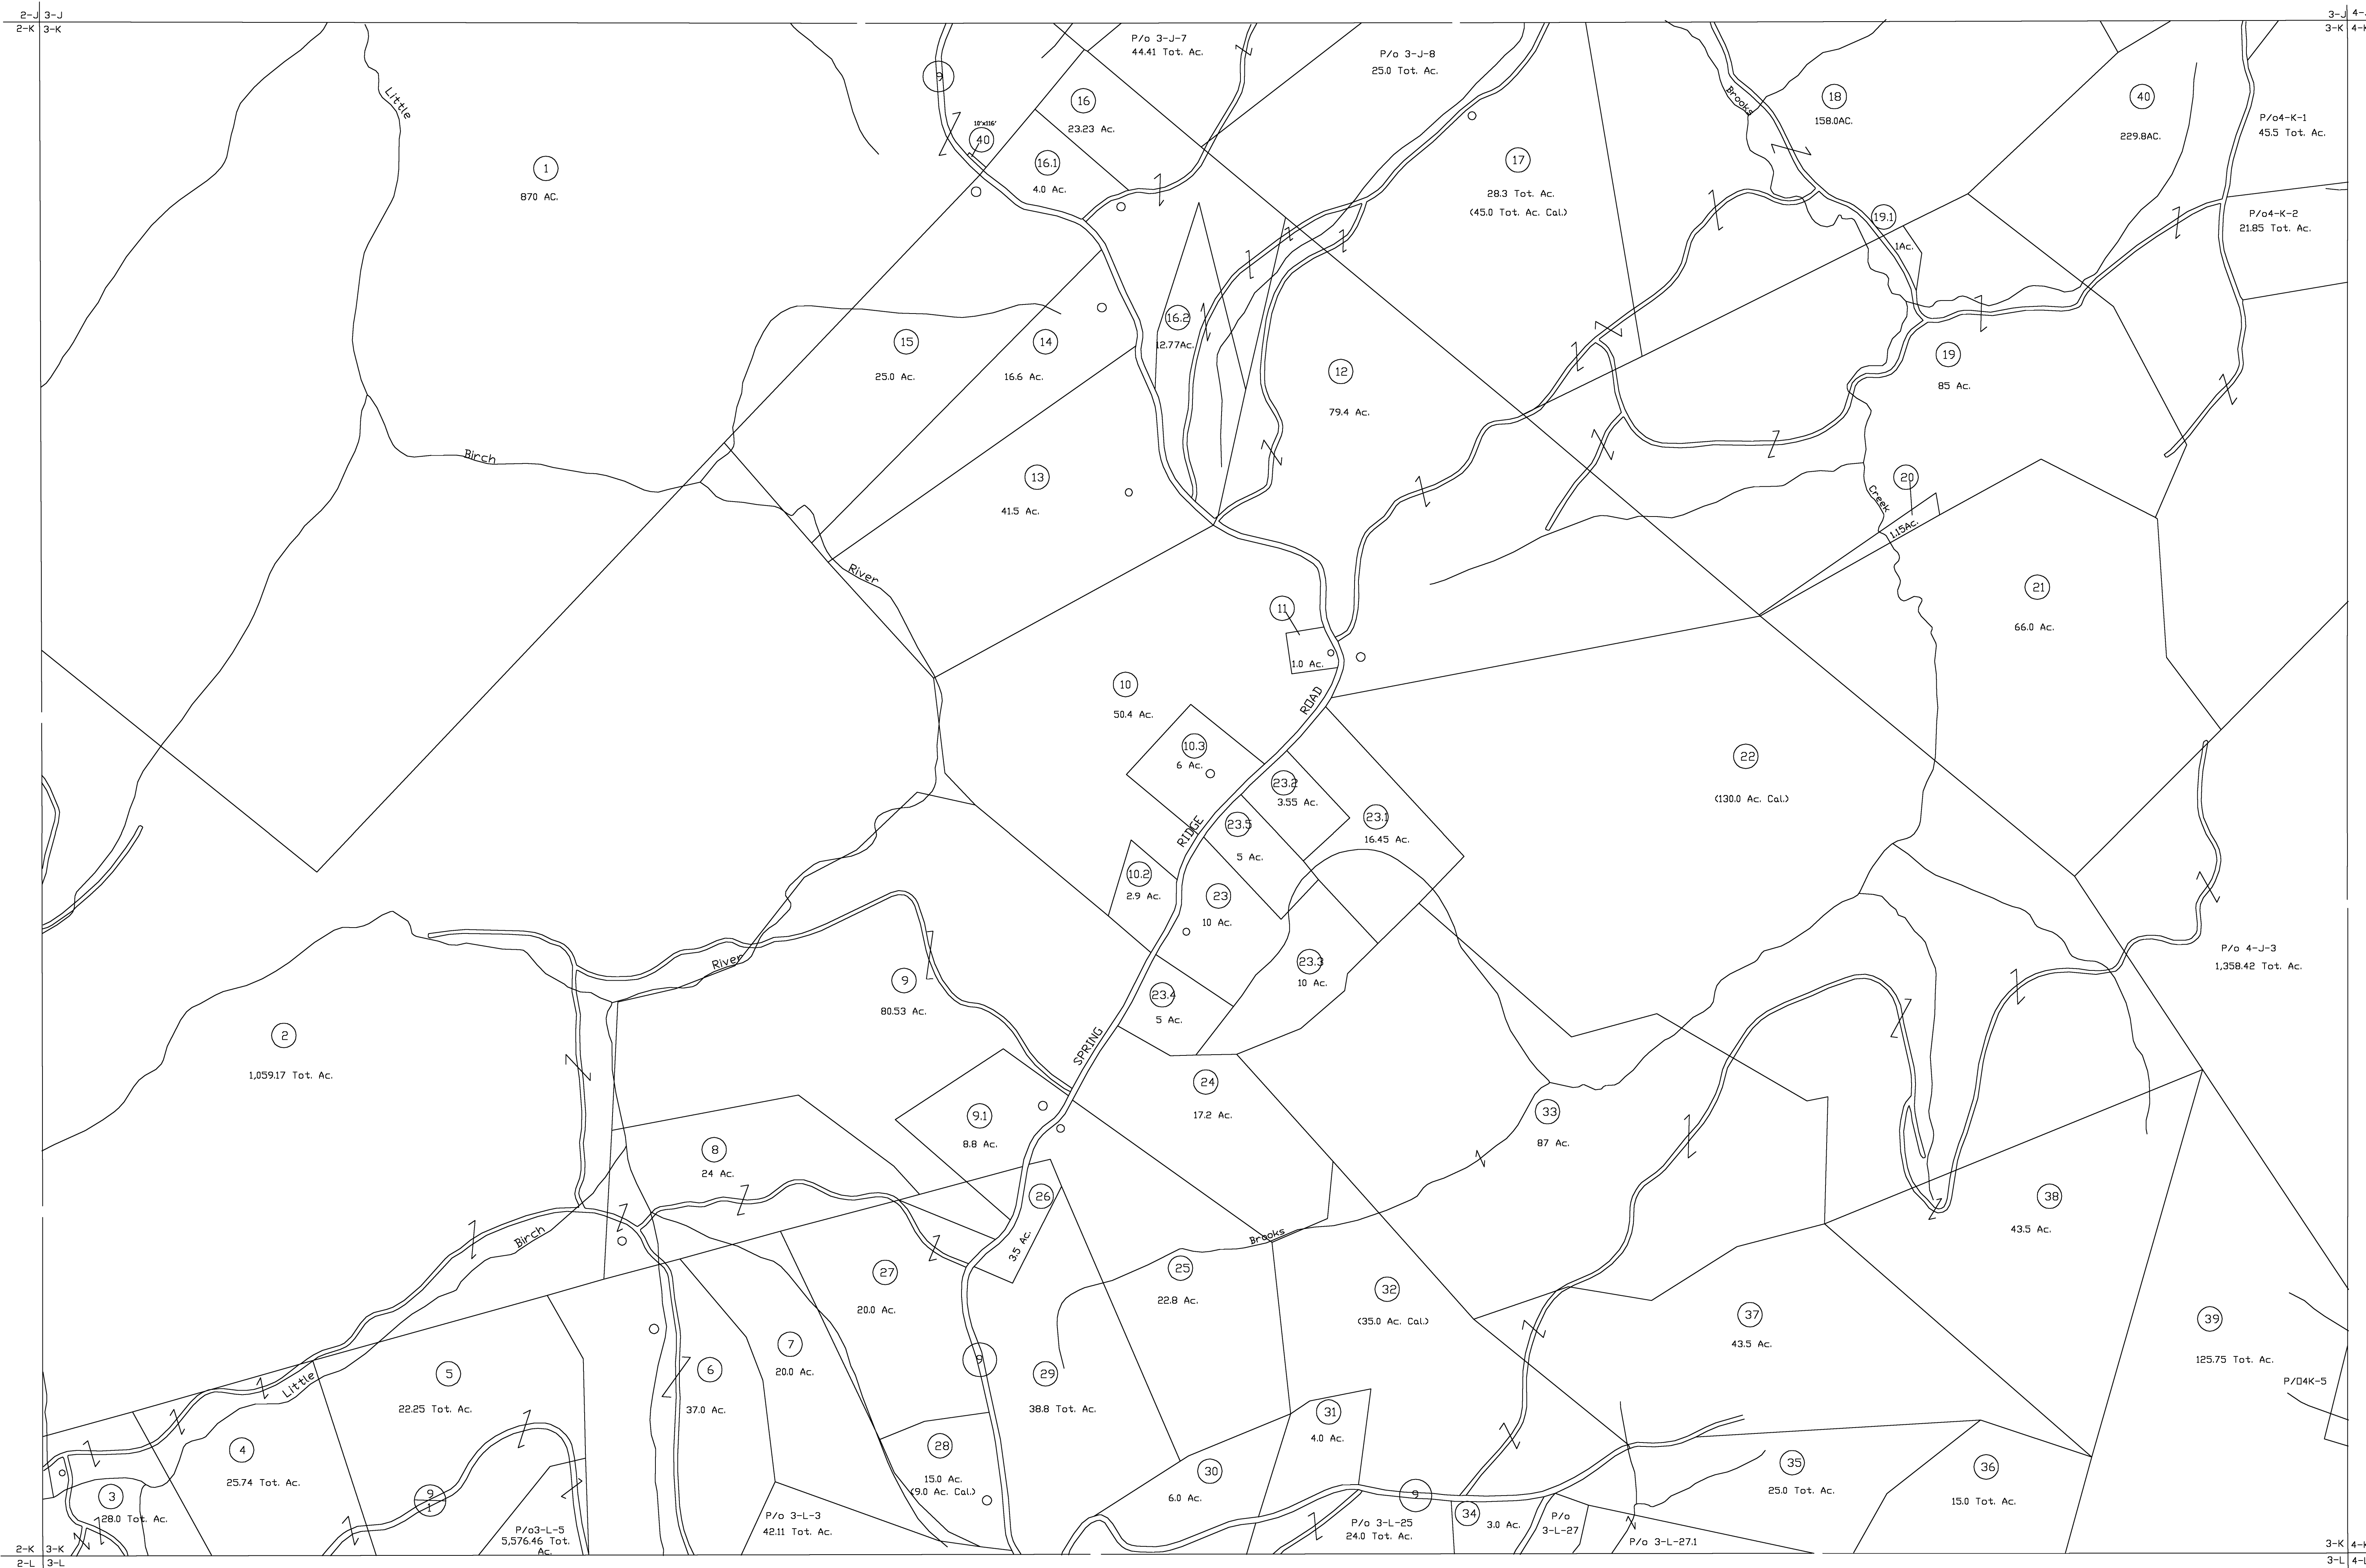 2-J 3-J
3-J 4-
2-K 3-K
3-K 4-K
P/o 3-J-7
44.41 Tot. Ac.
P/o 3-J-8
25.0 Tot. Ac.
9
Little
Brooks
16
23.23 Ac.
18
158.0AC.
40
229.8AC.
P/o4-K-1
45.5 Tot. Ac.
10'x116'
40
1
870 AC.
16.1
4.0 Ac.
17
28.3 Tot. Ac.
(45.0 Tot. Ac. Cal.)
19.1
1Ac.
P/o4-K-2
21.85 Tot. Ac.
16.2
12.77Ac.
15
25.0 Ac.
14
16.6 Ac.
12
79.4 Ac.
19
85 Ac.
Birch
13
41.5 Ac.
20
Creek
1.15Ac.
River
11
1.0 Ac.
21
66.0 Ac.
10
50.4 Ac.
ROAD
10.3
6 Ac.
23.2
3.55 Ac.
22
(130.0 Ac. Cal.)
RIDGE
23.5
5 Ac.
23.1
16.45 Ac.
10.2
2.9 Ac.
23
10 Ac.
River
9
80.53 Ac.
23.3
10 Ac.
23.4
5 Ac.
P/o 4-J-3
1,358.42 Tot. Ac.
2
1,059.17 Tot. Ac.
SPRING
24
17.2 Ac.
9.1
8.8 Ac.
33
87 Ac.
8
24 Ac.
26
3.5 Ac.
38
43.5 Ac.
Birch
Brooks
27
20.0 Ac.
25
22.8 Ac.
32
(35.0 Ac. Cal.)
37
43.5 Ac.
39
125.75 Tot. Ac.
P/O4K-5
7
20.0 Ac.
9
6
37.0 Ac.
5
22.25 Tot. Ac.
Little
29
38.8 Tot. Ac.
31
4.0 Ac.
4
25.74 Tot. Ac.
28
15.0 Ac.
(9.0 Ac. Cal.)
30
6.0 Ac.
35
25.0 Tot. Ac.
36
15.0 Tot. Ac.
3
28.0 Tot. Ac.
9
1
9
34
3.0 Ac.
P/o
3-L-27
P/o 3-L-3
42.11 Tot. Ac.
P/o 3-L-25
24.0 Tot. Ac.
P/o3-L-5
5,576.46 Tot.
Ac.
P/o 3-L-27.1
2-K 3-K
3-K 4-K
2-L 3-L
3-L 4-L